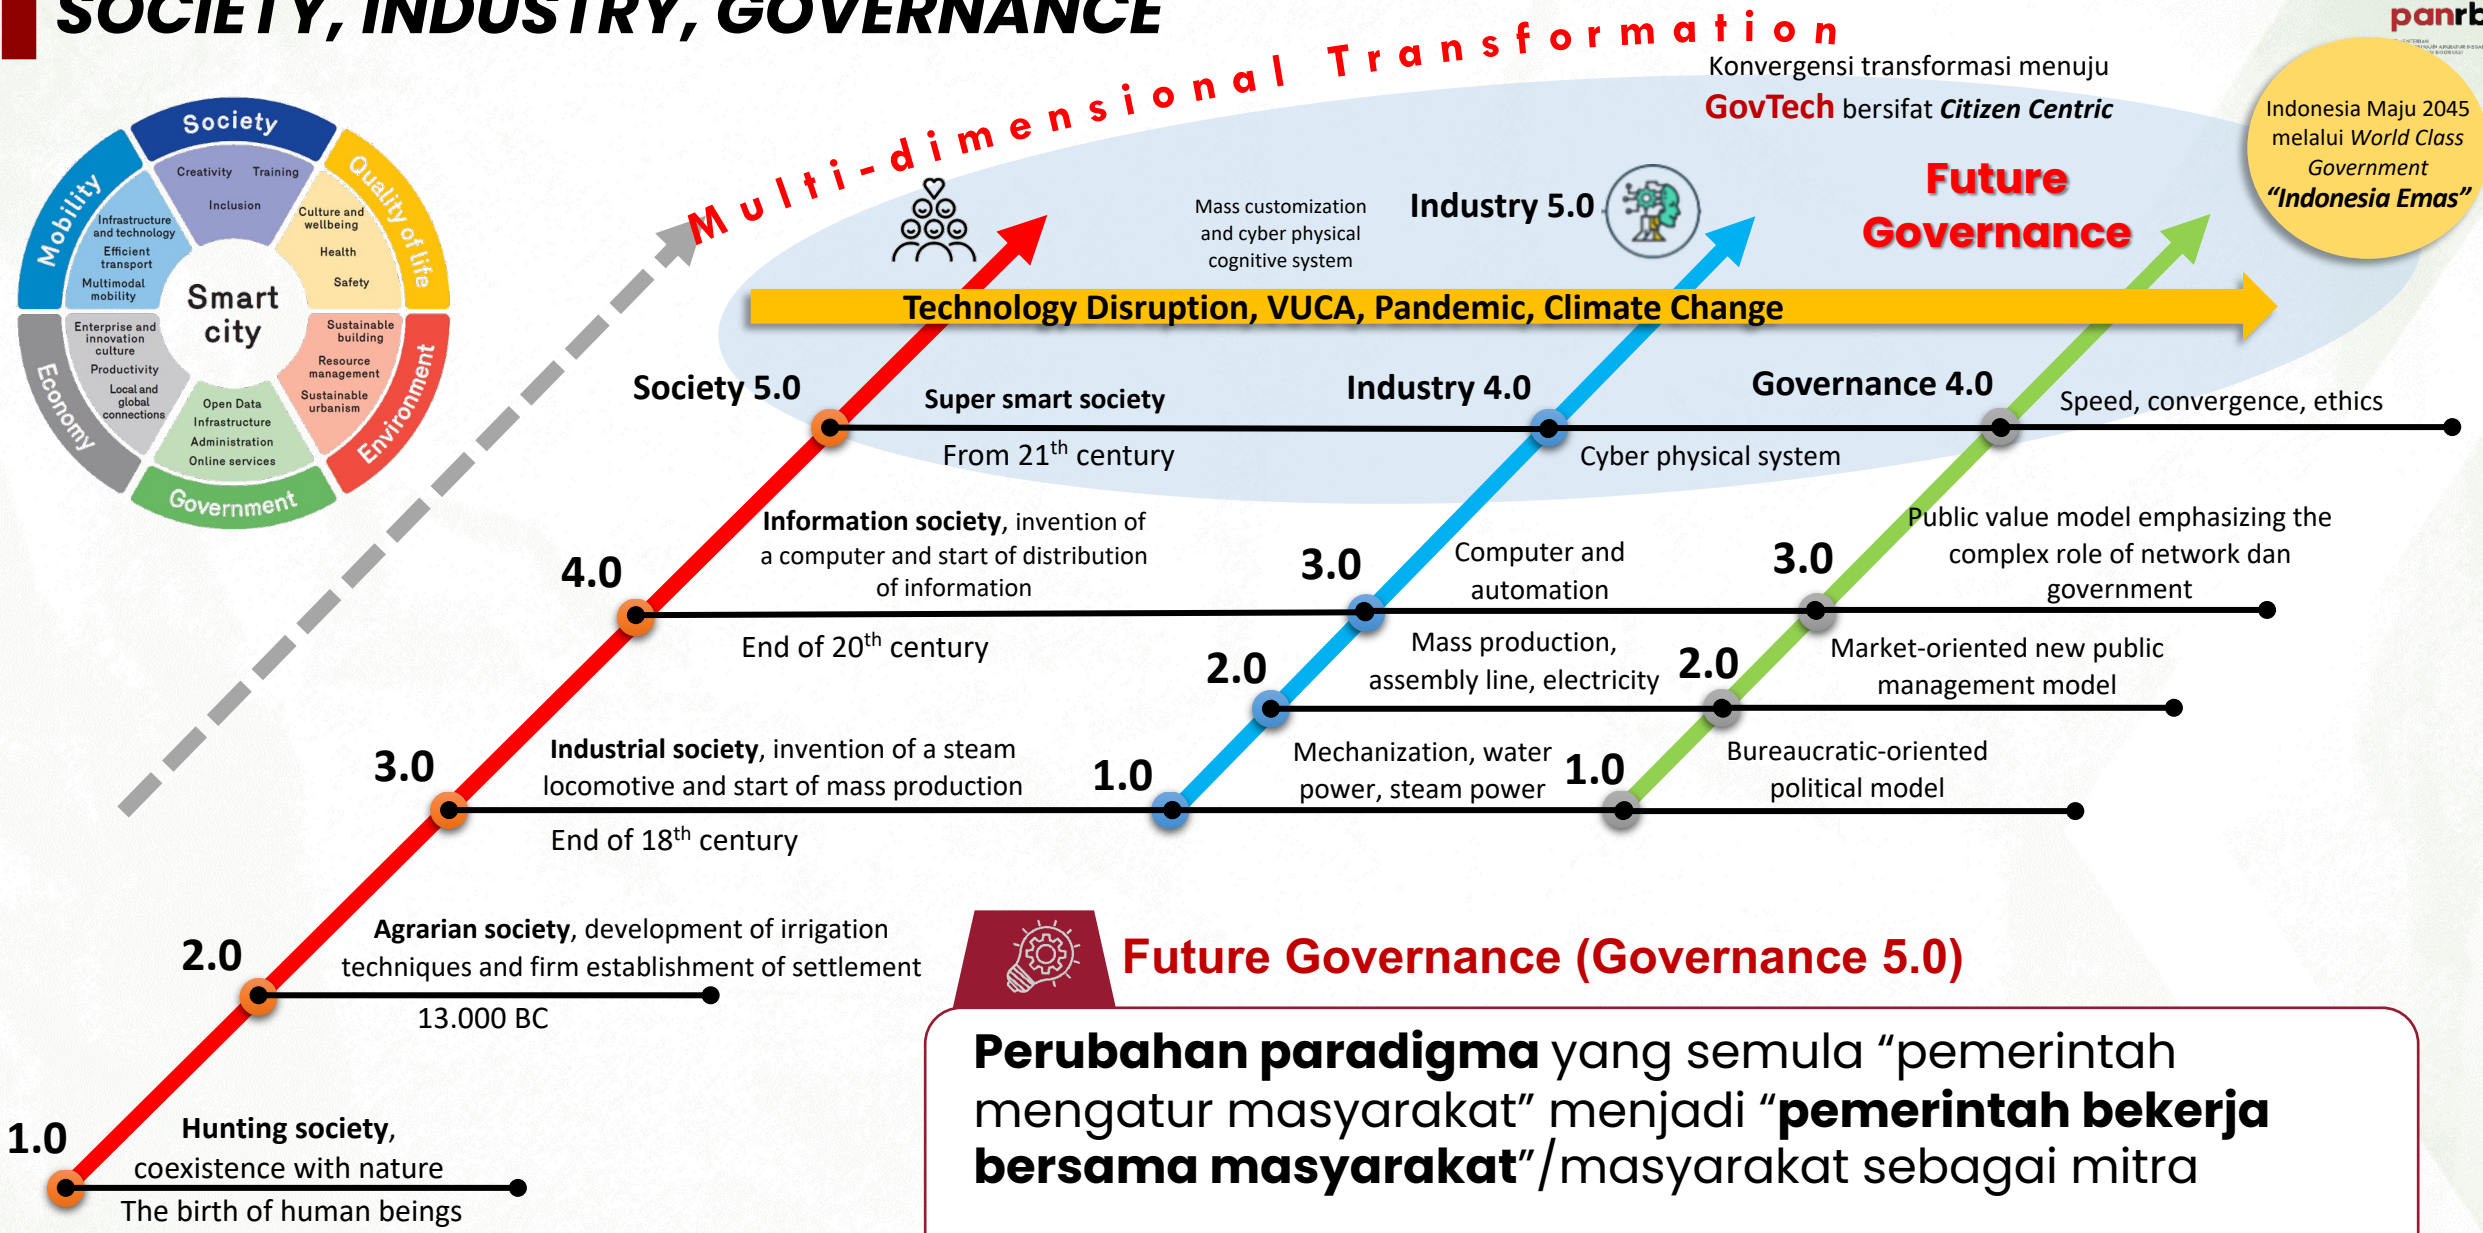 SOCIETY, INDUSTRY, GOVERNANCE
panrb
Multi-dimensional Transformation
Konvergensi transformasi menuju
GovTech bersifat Citizen Centric
Indonesia Maju 2045
melalui World Class
Government
“Indonesia Emas”
Society
Creativity Training
Inclusion
Quality of life
Culture and
wellbeing
Health
Safety
Mobility
Infrastructure
and technology
Efficient
transport
Multimodal
mobility
Smart
city
Enterprise and
innovation
culture
Productivity
Local and
global
connections
Economy
Sustainable
building
Resource
management
Sustainable
urbanism
Environment
Open Data
Infrastructure
Administration
Online services
Government
Mass customization
and cyber physical
cognitive system
Industry 5.0
Future
Governance
Technology Disruption, VUCA, Pandemic, Climate Change
Society 5.0
Super smart society
From 21th century
Industry 4.0
Cyber physical system
Governance 4.0
Speed, convergence, ethics
4.0
Information society, invention of
a computer and start of distribution
of information
End of 20th century
3.0
Computer and
automation
3.0
Public value model emphasizing the
complex role of network dan
government
2.0
Mass production,
assembly line, electricity
2.0
Market-oriented new public
management model
3.0
Industrial society, invention of a steam
locomotive and start of mass production
End of 18th century
1.0
Mechanization, water
power, steam power
1.0
Bureaucratic-oriented
political model
2.0
Agrarian society, development of irrigation
techniques and firm establishment of settlement
13.000 BC
1.0
Hunting society,
coexistence with nature
The birth of human beings
Future Governance (Governance 5.0)
Perubahan paradigma yang semula “pemerintah
mengatur masyarakat” menjadi “pemerintah bekerja
bersama masyarakat”/masyarakat sebagai mitra